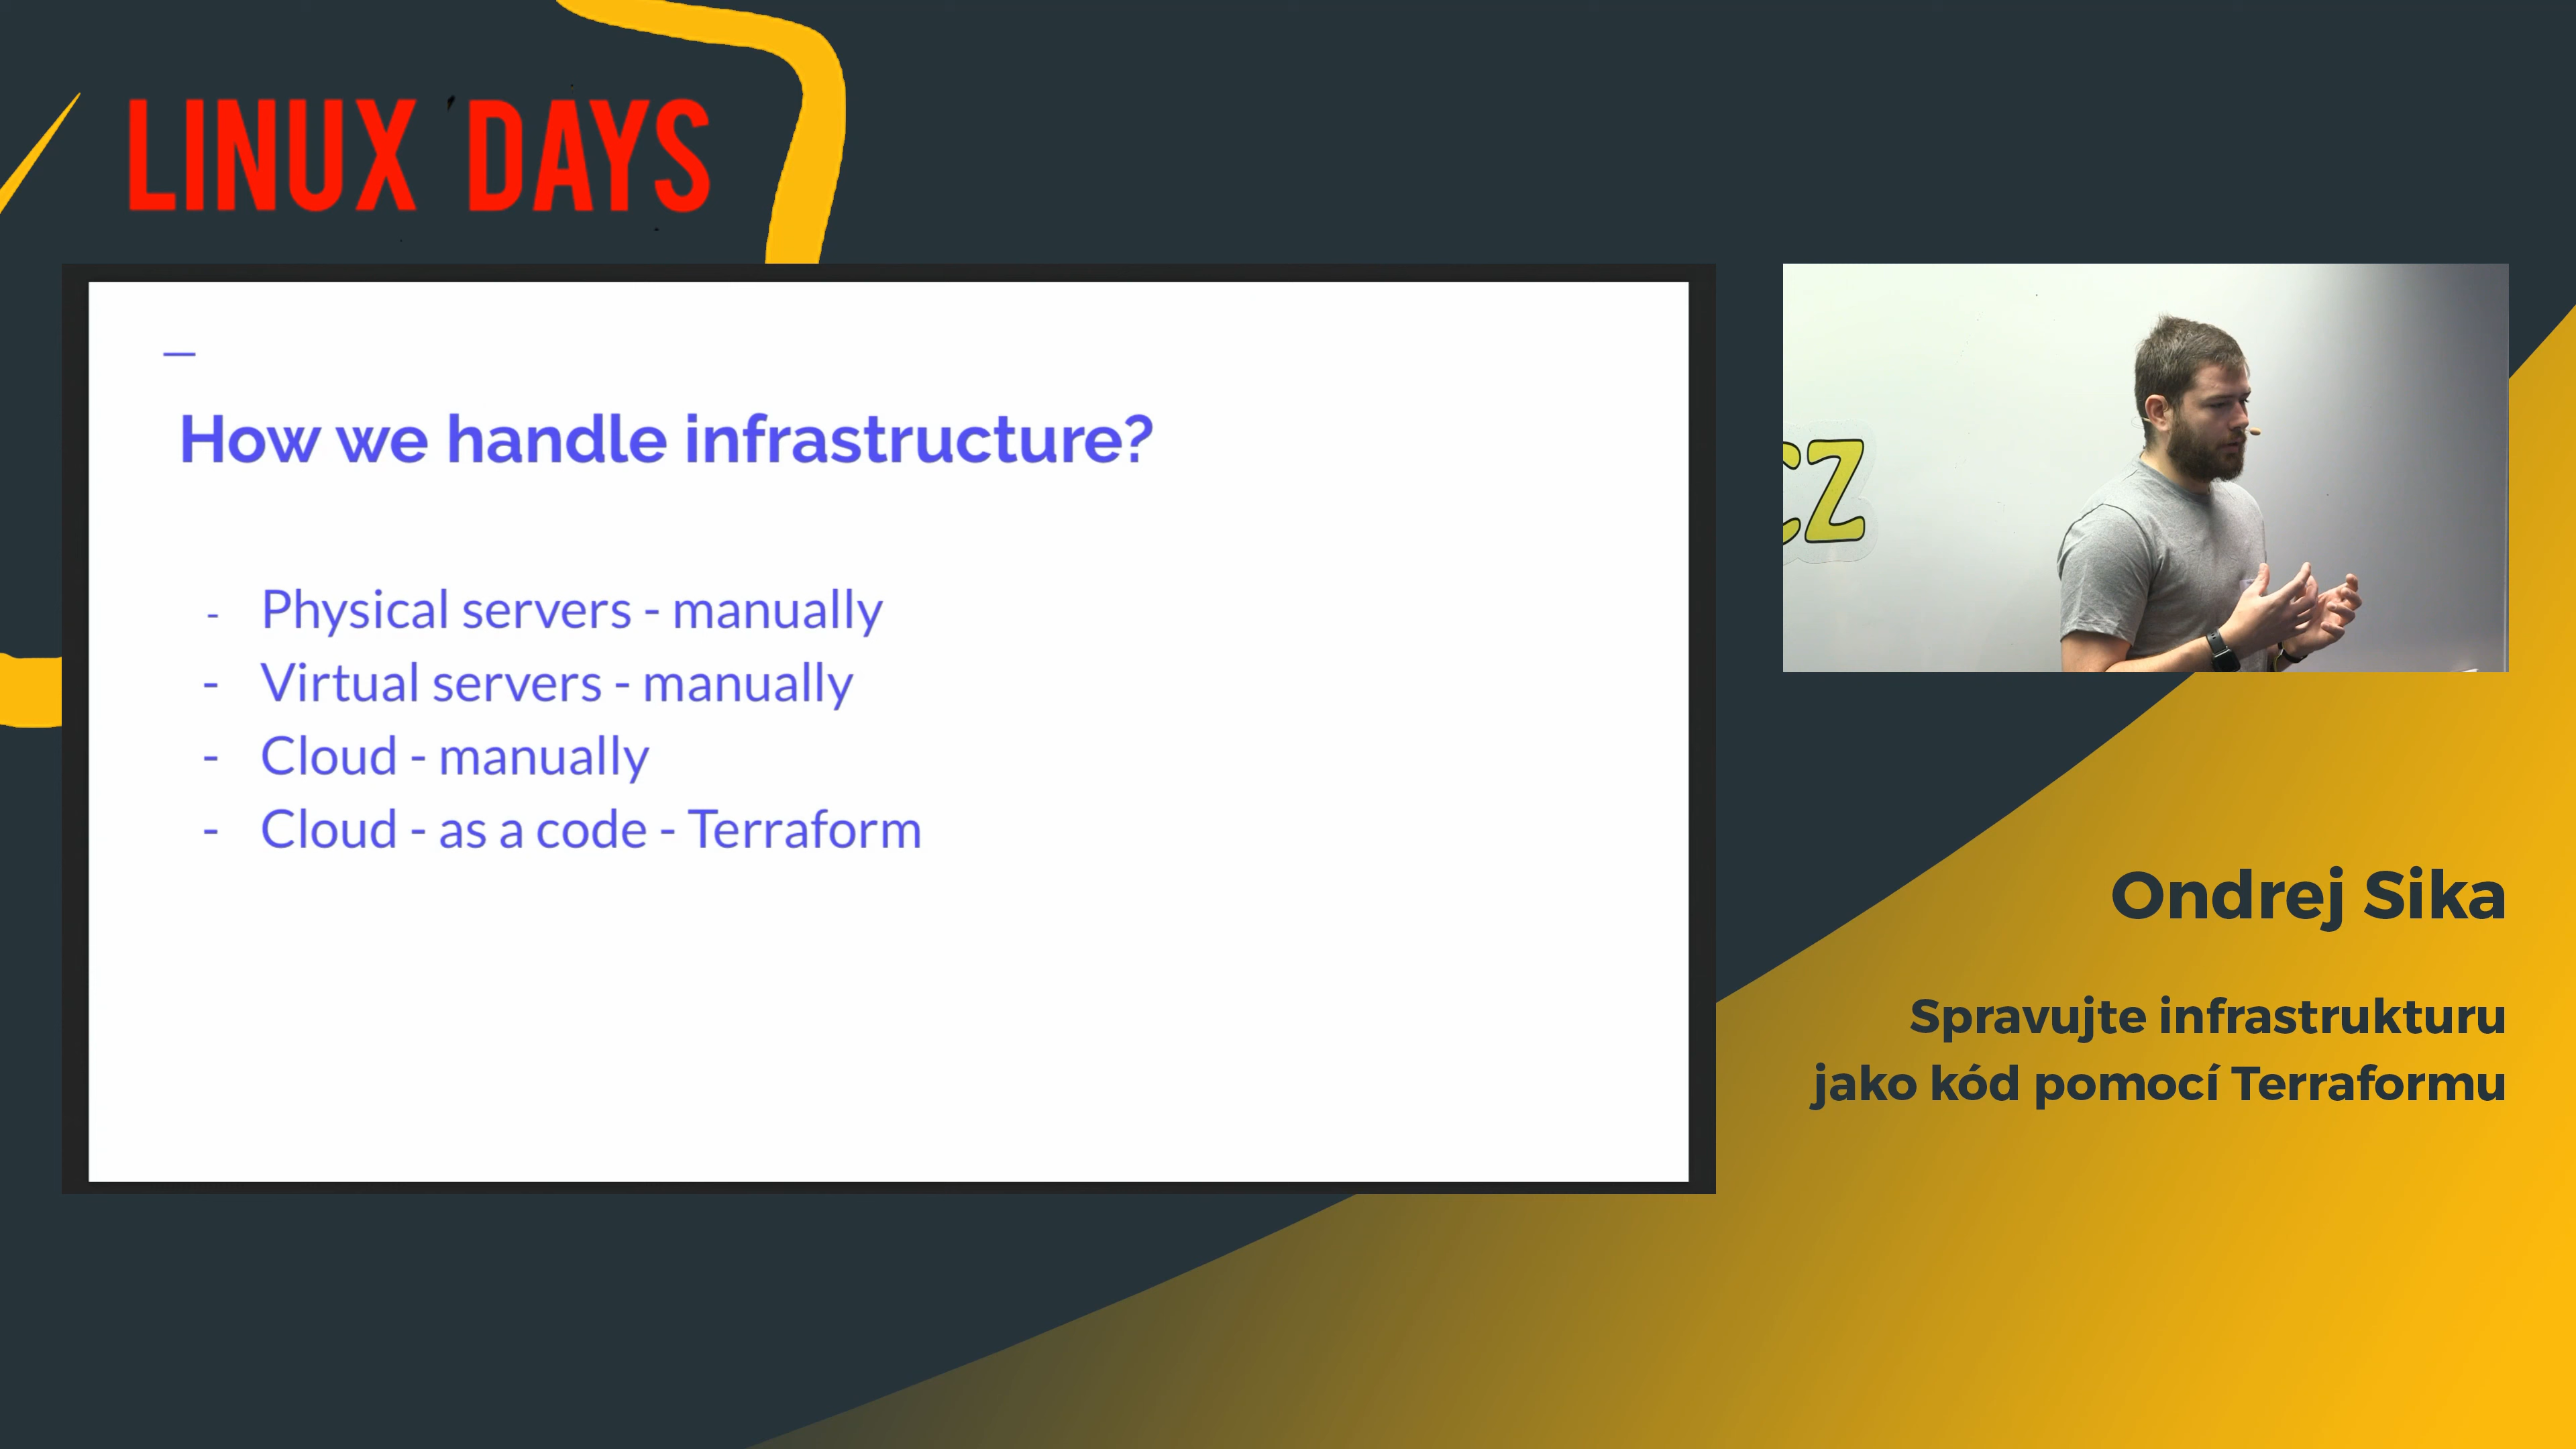 LINUX DAYS
How we handle infrastructure?
- Physical servers - manually
- Virtual servers - manually
- Cloud - manually
- Cloud - as a code - Terraform
CZ
Ondrej Sika
Spravujte infrastrukturu
jako kód pomocí Terraformu